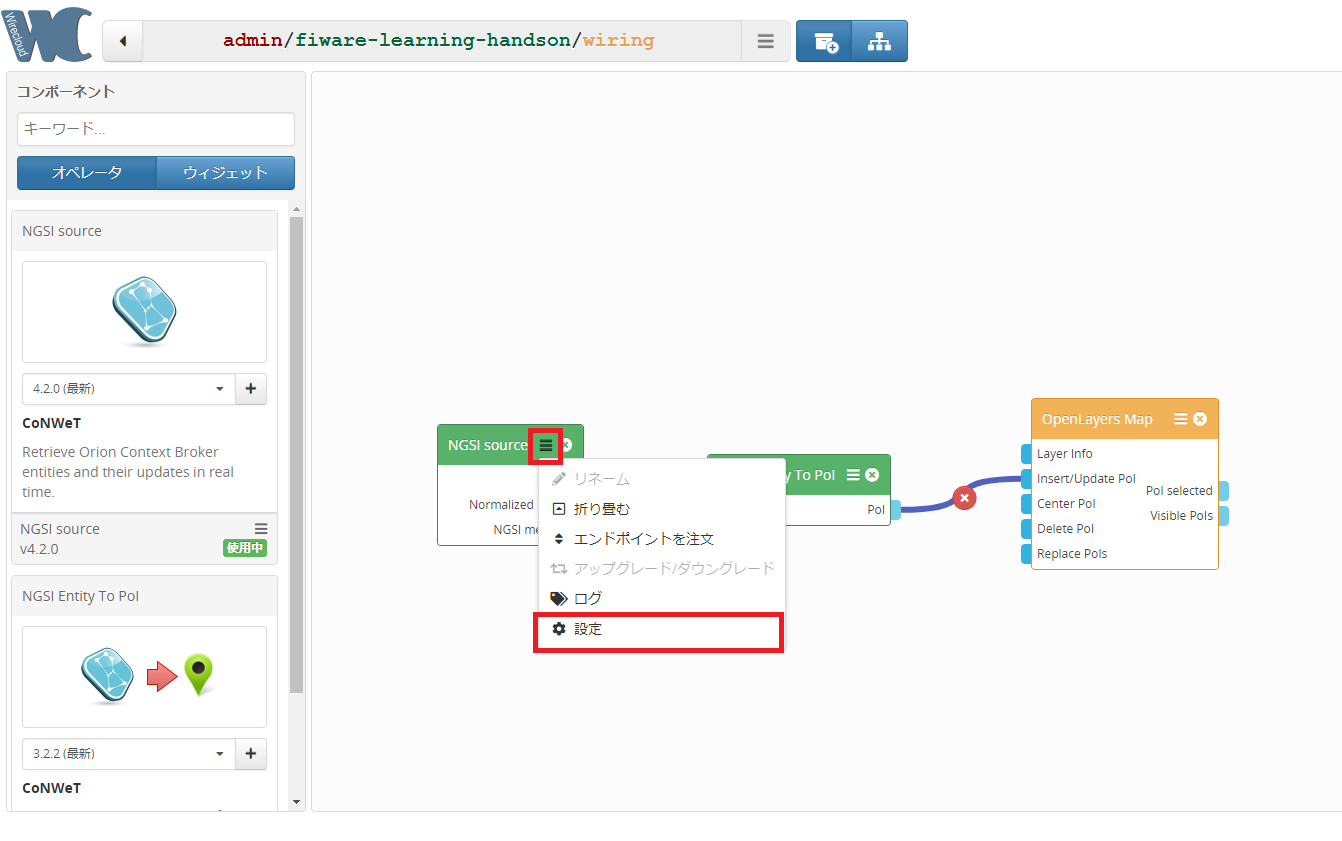 Wirecloud
WC
admin/fiware-learning-handson/wiring
コンポーネント
キーワード...
オペレータ
ウィジェット
NGSI source
4.2.0 (最新)
CoNWeT
Retrieve Orion Context Broker
entities and their updates in real
time.
NGSI source
v4.2.0
使用中
NGSI Entity To PoI
3.2.2 (最新)
CoNWeT
NGSI source
Normalized
NGSI me
リネーム
折り畳む
エンドポイントを注文
アップグレード/ダウングレード
ログ
設定
y To PoI
PoI
OpenLayers Map
Layer Info
Insert/Update PoI
Center PoI
Delete PoI
Replace PoIs
PoI selected
Visible PoIs